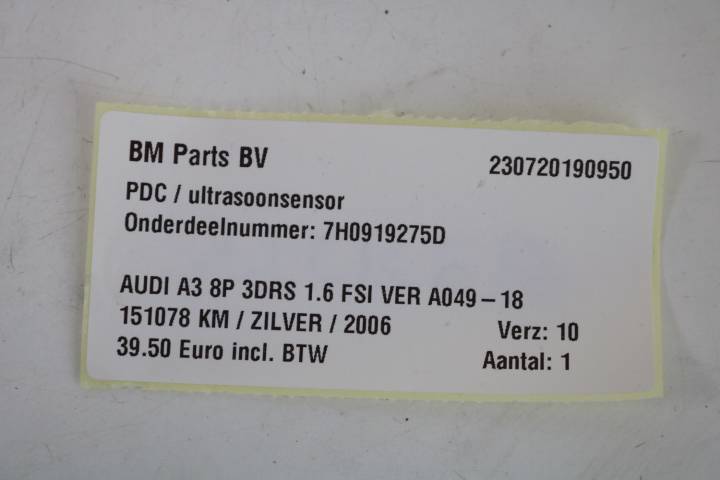 BM Parts BV 230720190950
PDC / ultrasoonsensor
Onderdeelnummer: 7H0919275D
AUDI A3 8P 3DRS 1.6 FSI VER A049 – 18
151078 KM / ZILVER / 2006 Verz: 10
39.50 Euro incl. BTW Aantal: 1